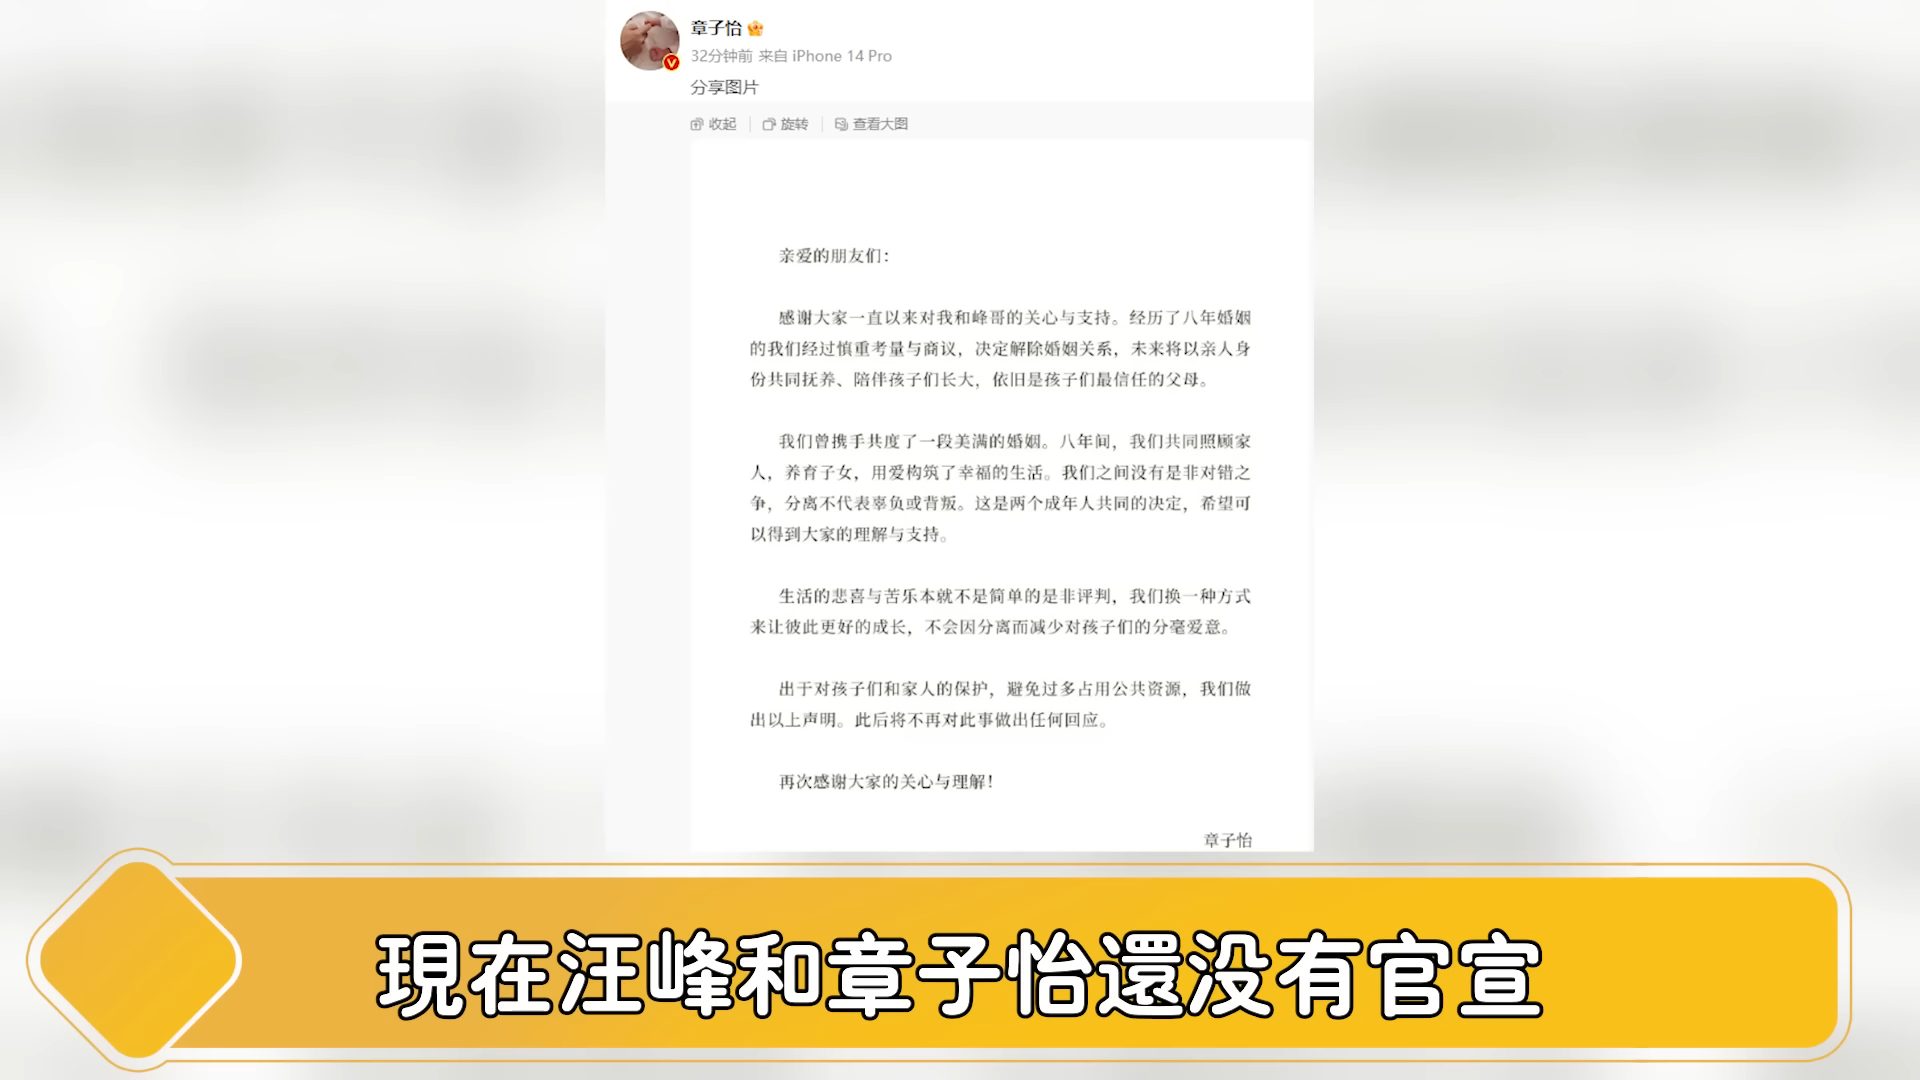 章子怡
32分钟前 来自 iPhone 14 Pro
分享图片
收起 旋转 查看大图
亲爱的朋友们：
感谢大家一直以来对我和峰哥的关心与支持。经历了八年婚姻
的我们经过慎重考量与商议，决定解除婚姻关系，未来将以亲人身
份共同抚养、陪伴孩子们长大，依旧是孩子们最信任的父母。
我们曾携手共度了一段美满的婚姻。八年间，我们共同照顾家
人，养育子女，用爱构筑了幸福的生活。我们之间没有是非对错之
争，分离不代表辜负或背叛。这是两个成年人共同的决定，希望可
以得到大家的理解与支持。
生活的悲喜与苦乐本就不是简单的是非评判，我们换一种方式
来让彼此更好的成长，不会因分离而减少对孩子们的分毫爱意。
出于对孩子们和家人的保护，避免过多占用公共资源，我们做
出以上声明。此后将不再对此事做出任何回应。
再次感谢大家的关心与理解！
章子怡
現在汪峰和章子怡還没有官宣